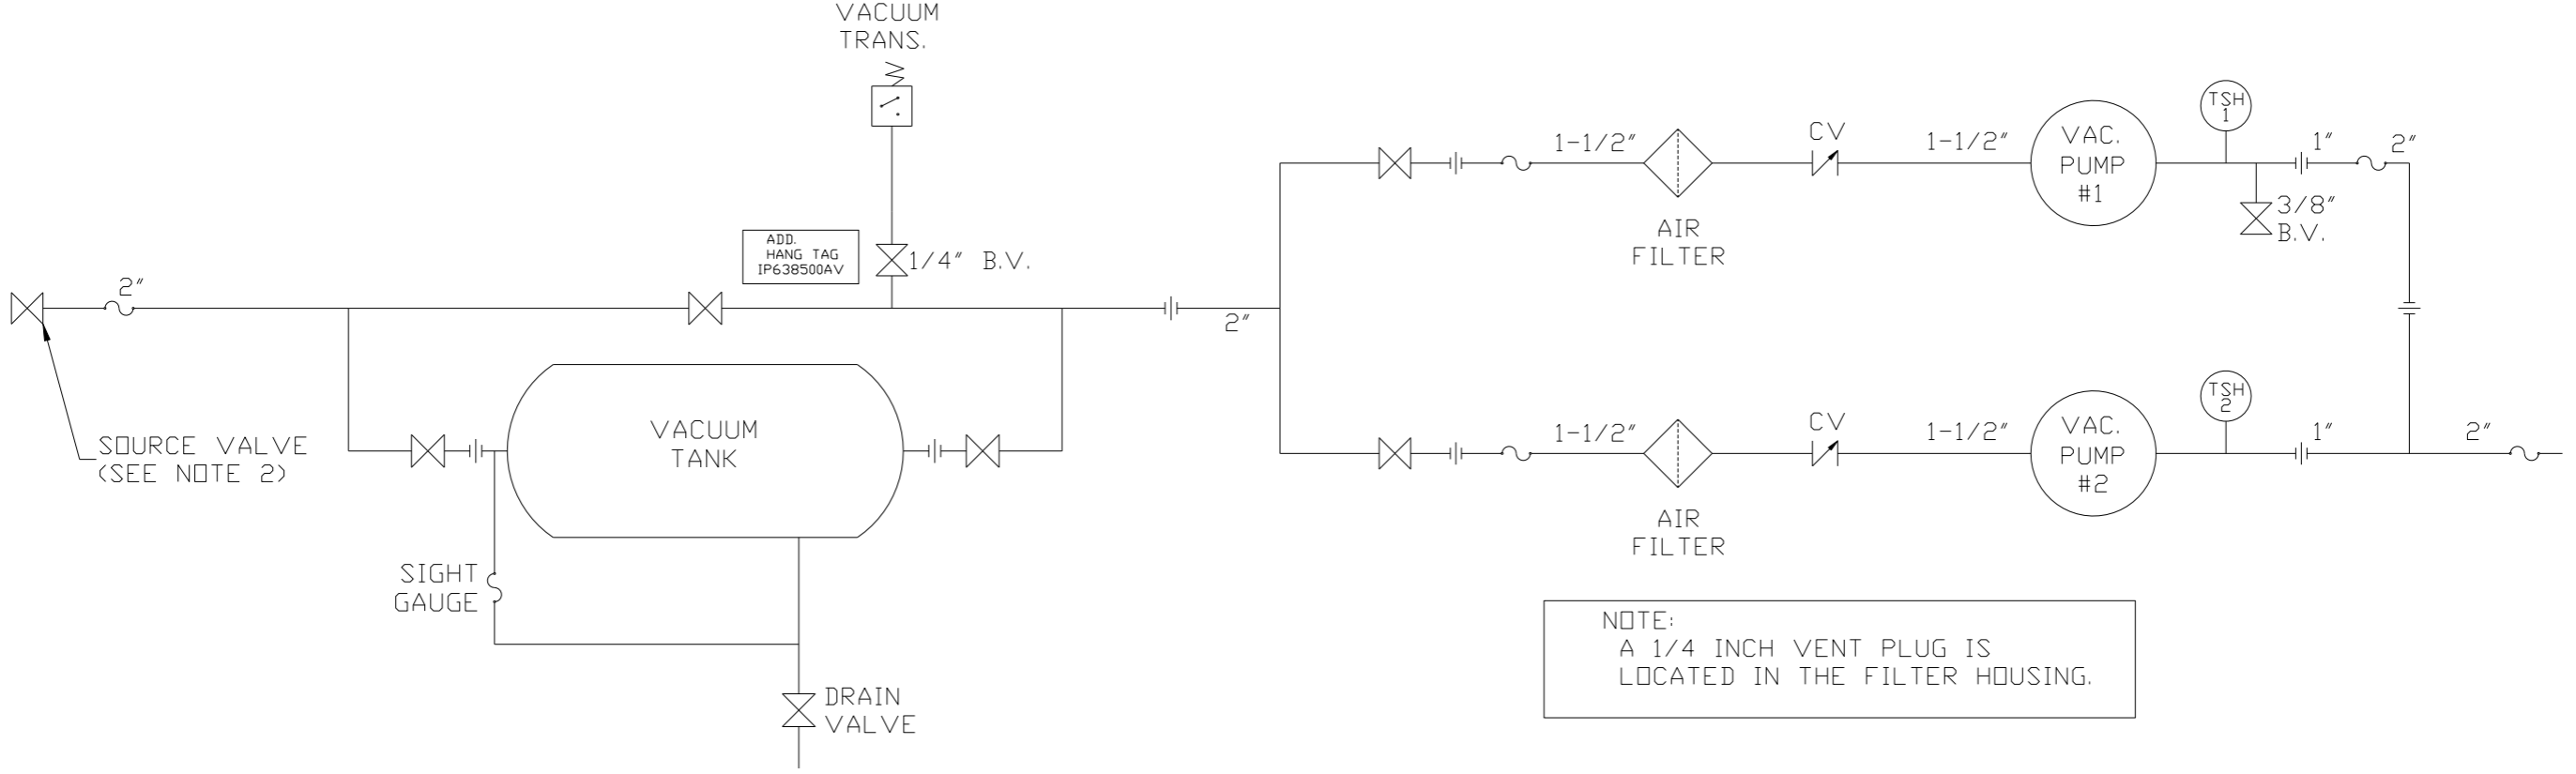 VACUUM
TRANS.
ADD.
HANG TAG
IP638500AV
1/4" B.V.
2"
SOURCE VALVE
(SEE NOTE 2)
VACUUM
TANK
SIGHT
GAUGE
DRAIN
VALVE
2"
1-1/2"
AIR
FILTER
CV
1-1/2"
VAC.
PUMP
#1
TSH
1
1"
2"
3/8"
B.V.
1-1/2"
AIR
FILTER
CV
1-1/2"
VAC.
PUMP
#2
TSH
2
1"
2"
NOTE:
A 1/4 INCH VENT PLUG IS
LOCATED IN THE FILTER HOUSING.